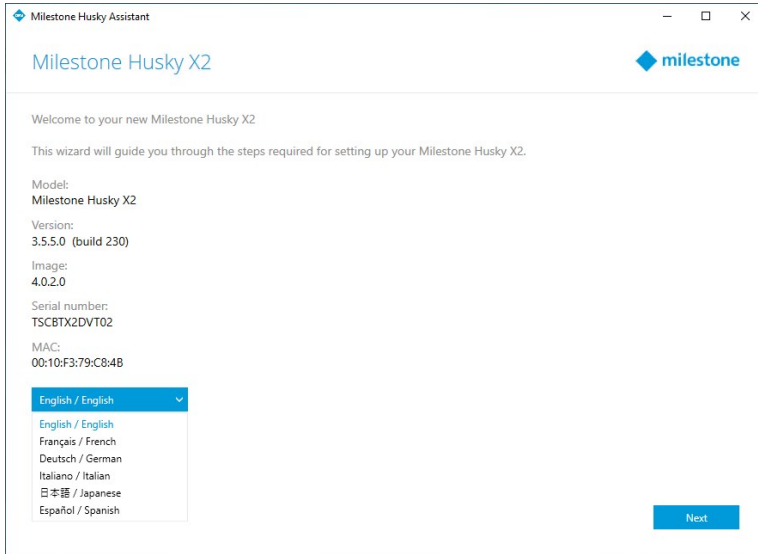 Milestone Husky Assistant
Milestone Husky X2
milestone
Welcome to your new Milestone Husky X2
This wizard will guide you through the steps required for setting up your Milestone Husky X2.
Model:
Milestone Husky X2
Version:
3.5.5.0 (build 230)
Image:
4.0.2.0
Serial number:
TSCBTX2DVT02
MAC:
00:10:F3:79:C8:4B
English / English
English / English
Français / French
Deutsch / German
Italiano / Italian
日本語 / Japanese
Español / Spanish
Next